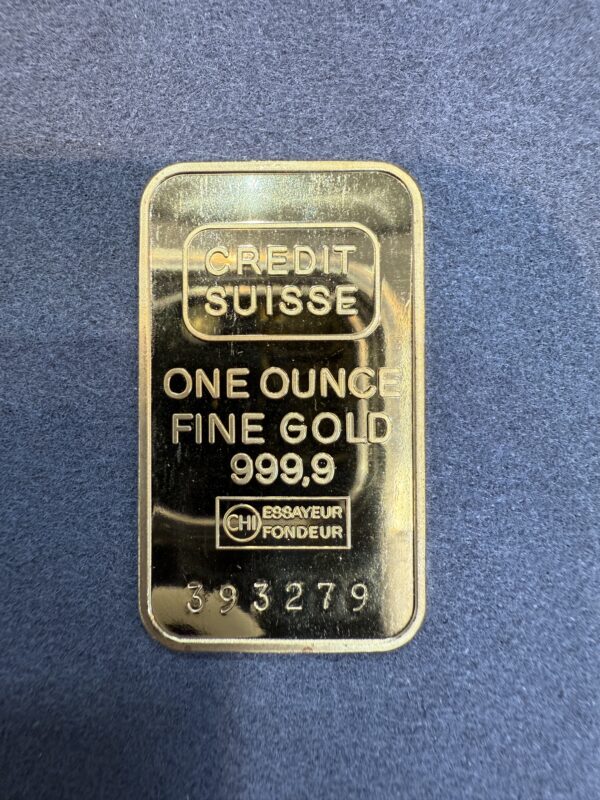 CREDIT
SUISSE
ONE OUNCE
FINE GOLD
999,9
CHI ESSAYEUR
FONDEUR
393279